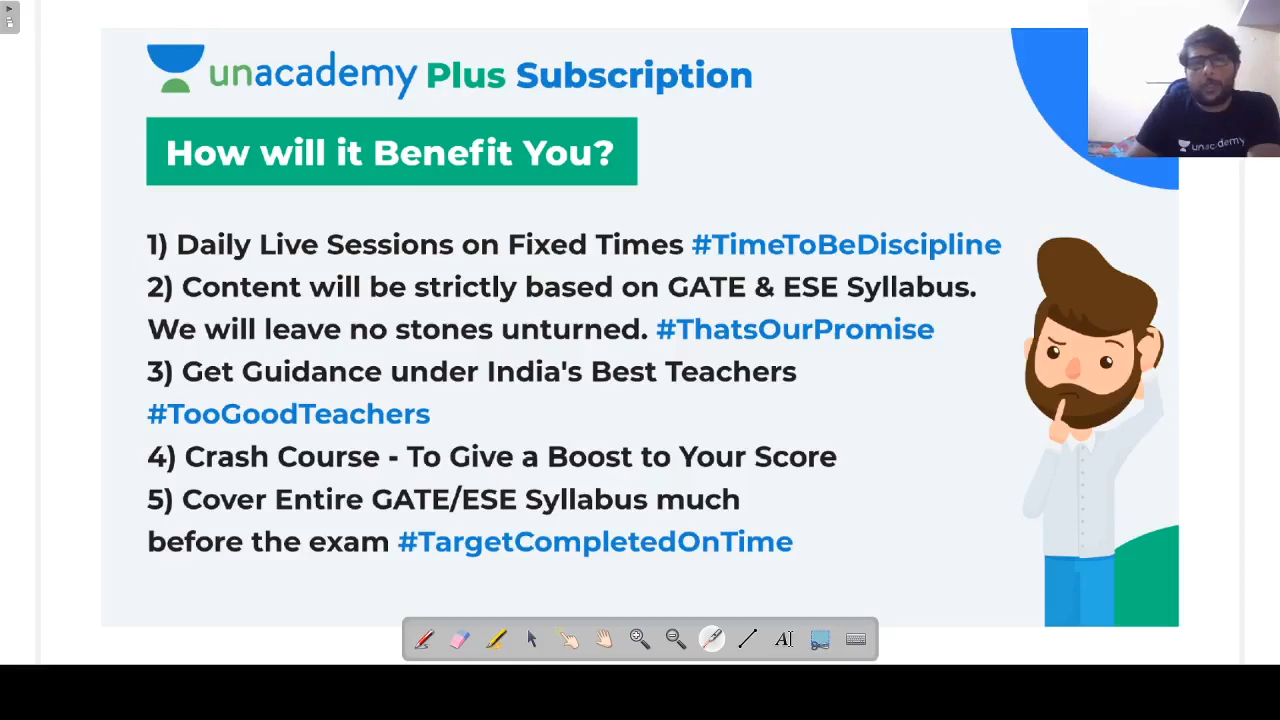 unacademy Plus Subscription
How will it Benefit You?
1) Daily Live Sessions on Fixed Times #TimeToBeDiscipline
2) Content will be strictly based on GATE & ESE Syllabus.
We will leave no stones unturned. #ThatsOurPromise
3) Get Guidance under India's Best Teachers
#TooGoodTeachers
4) Crash Course - To Give a Boost to Your Score
5) Cover Entire GATE/ESE Syllabus much
before the exam #TargetCompletedOnTime
unacademy
AI